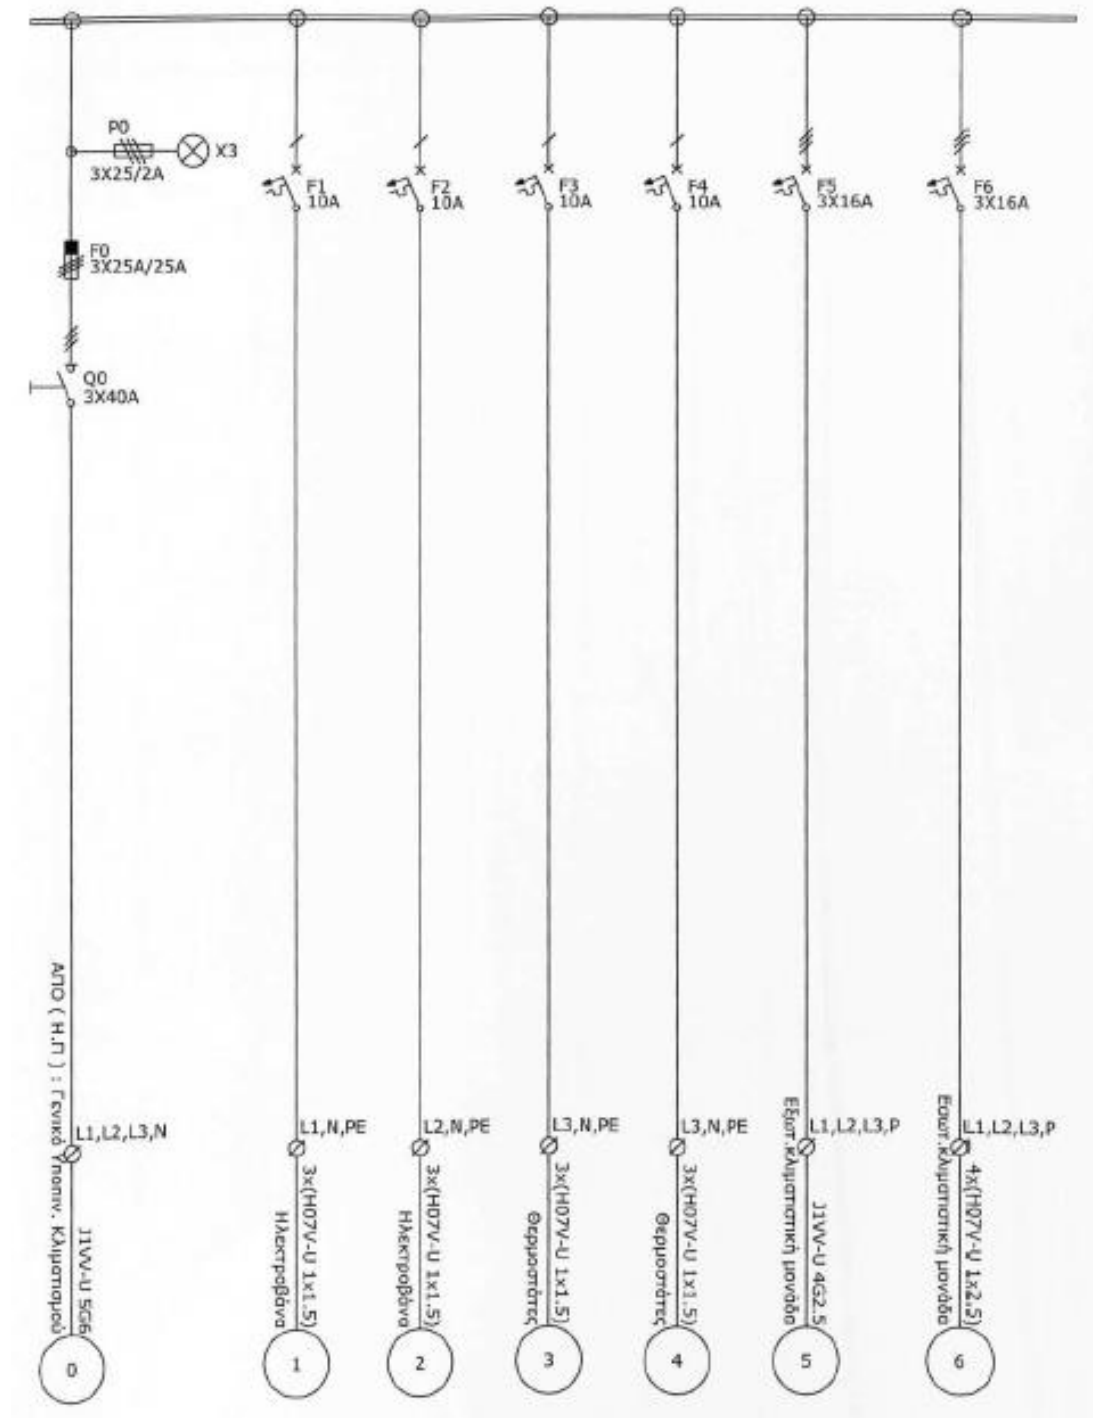 P0
3X25/2A
X3
F0
3X25A/25A
Q0
3X40A
F1
10A
F2
10A
F3
10A
F4
10A
F5
3X16A
F6
3X16A
ΑΠΟ ( Η.Π ) : Γενικό Υποπιν. Κλιματισμού
L1,L2,L3,N
J1VV-U 5G6
0
L1,N,PE
3x(H07V-U 1x1.5)
Ηλεκτροβάνα
1
L2,N,PE
3x(H07V-U 1x1.5)
Ηλεκτροβάνα
2
L3,N,PE
3x(H07V-U 1x1.5)
Θερμοστάτες
3
L3,N,PE
3x(H07V-U 1x1.5)
Θερμοστάτες
4
L1,L2,L3,P
J1VV-U 4G2.5
Εξωτ.κλιματιστική μονάδα
5
L1,L2,L3,P
4x(H07V-U 1x2.5)
Εσωτ.κλιματιστική μονάδα
6